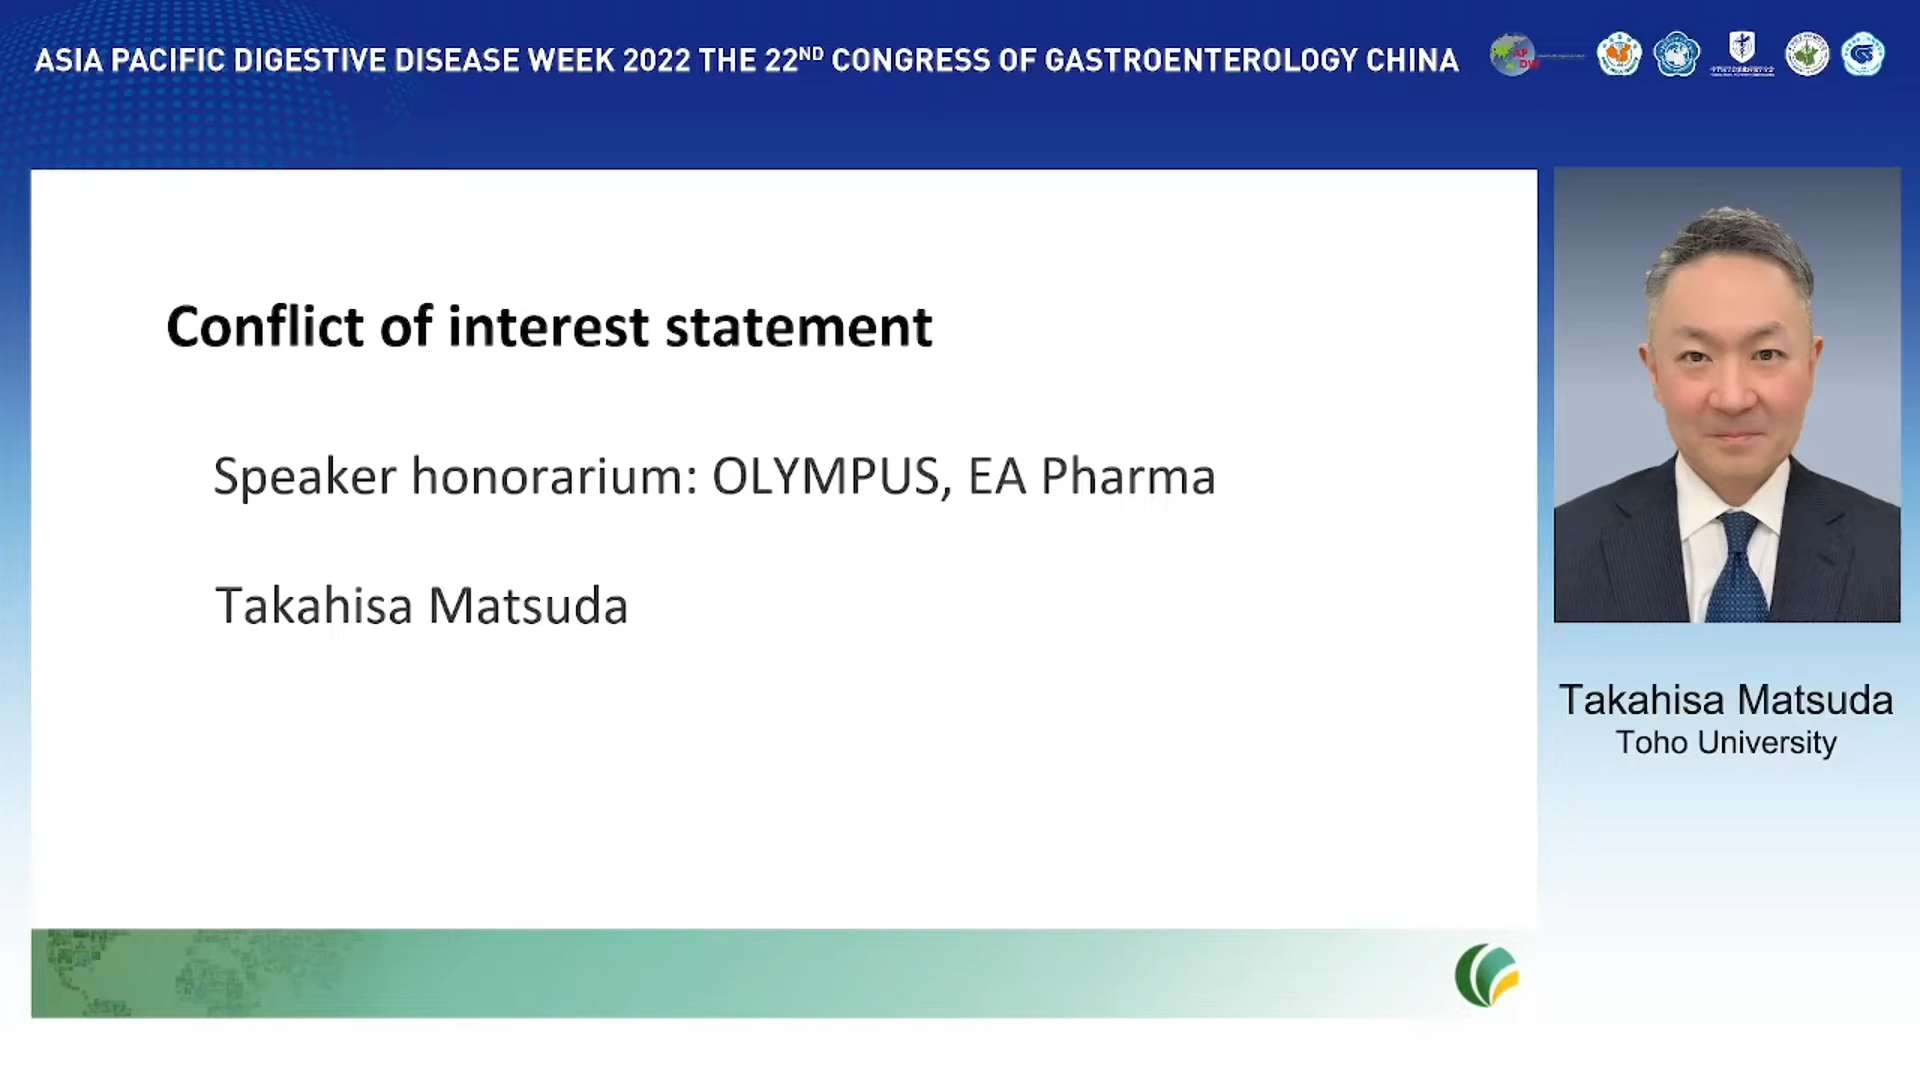 ASIA PACIFIC DIGESTIVE DISEASE WEEK 2022 THE 22ND CONGRESS OF GASTROENTEROLOGY CHINA
Conflict of interest statement
Speaker honorarium: OLYMPUS, EA Pharma
Takahisa Matsuda
Takahisa Matsuda
Toho University